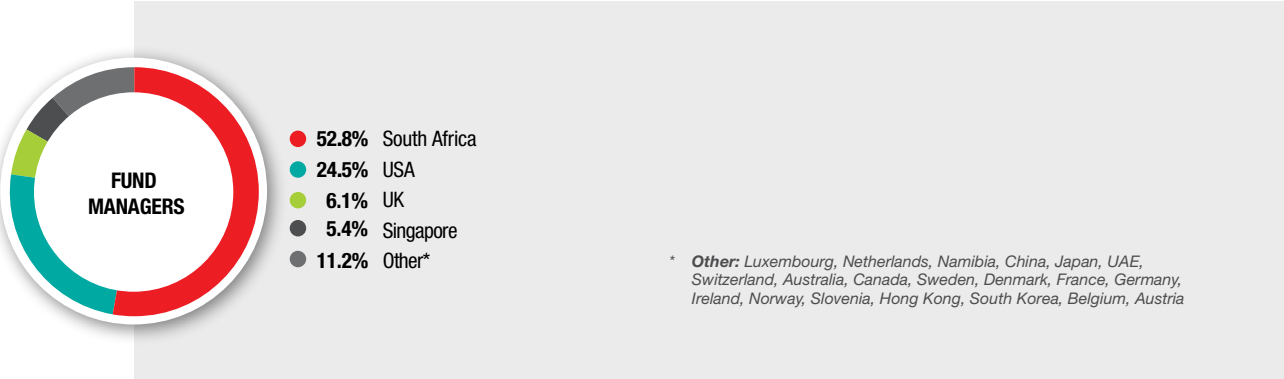 FUND
MANAGERS
52.8% South Africa
24.5% USA
6.1% UK
5.4% Singapore
11.2% Other*
* Other: Luxembourg, Netherlands, Namibia, China, Japan, UAE,
Switzerland, Australia, Canada, Sweden, Denmark, France, Germany,
Ireland, Norway, Slovenia, Hong Kong, South Korea, Belgium, Austria